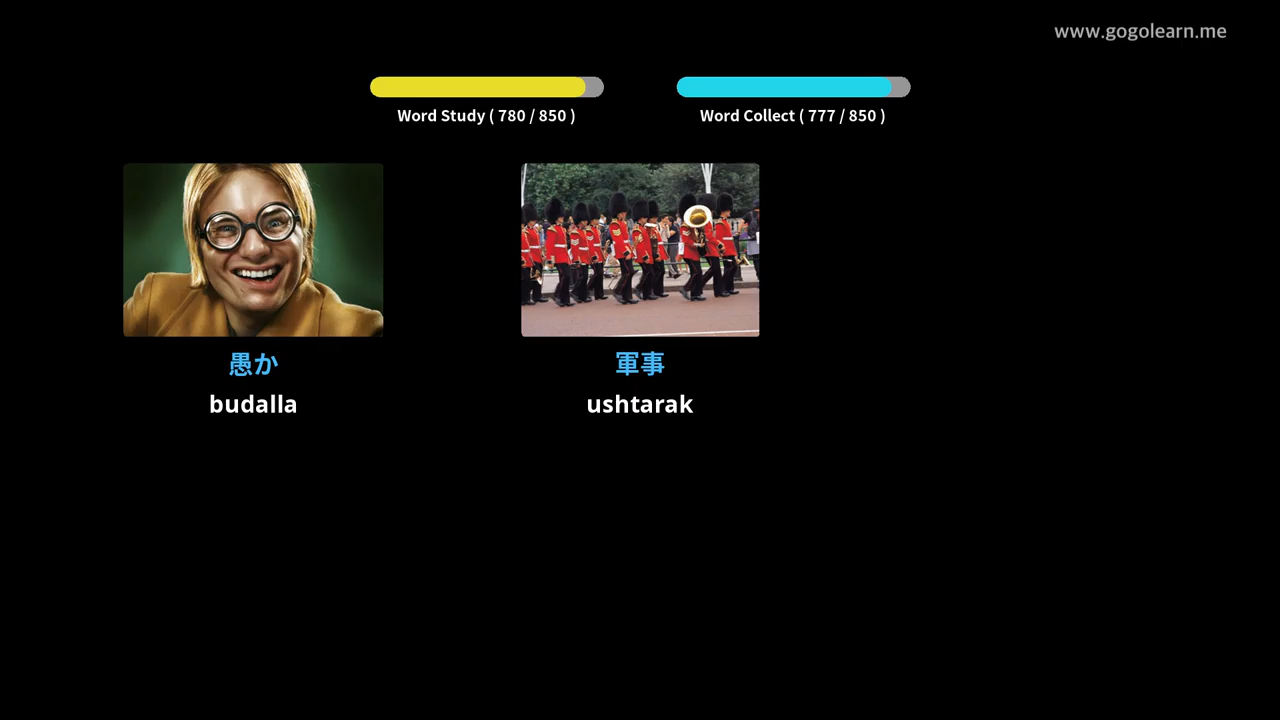 www.gogolearn.me
Word Study ( 780 / 850 )
Word Collect ( 777 / 850 )
愚か
軍事
budalla
ushtarak